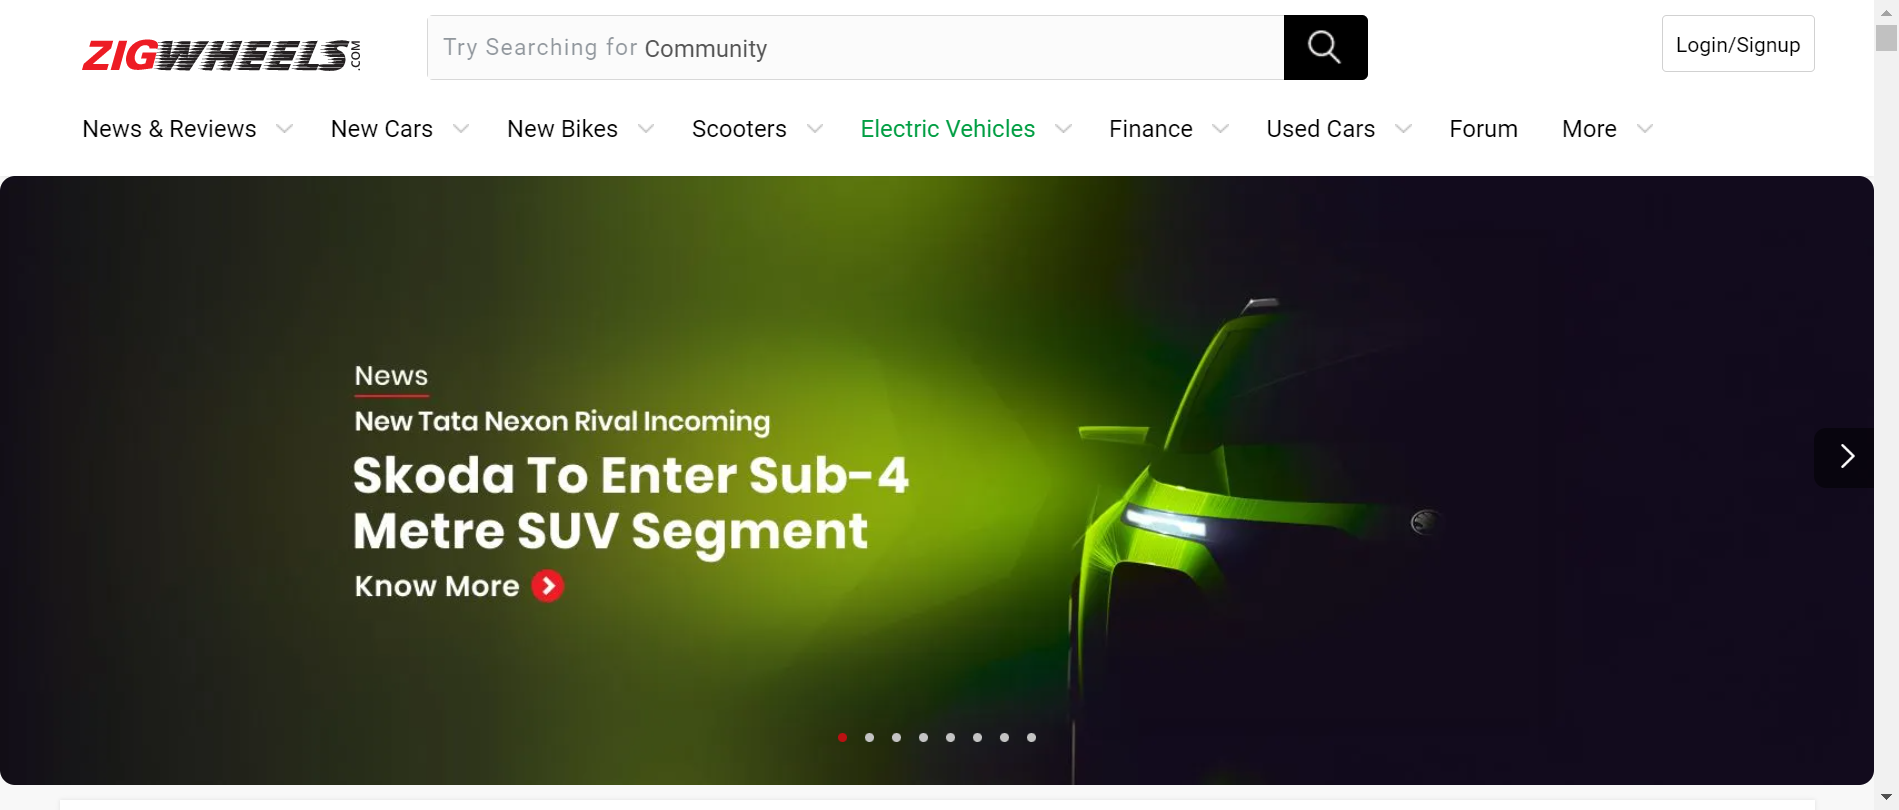 ZIGWHEELS.COM
Try Searching for Community
Login/Signup
News & Reviews New Cars New Bikes Scooters Electric Vehicles Finance Used Cars Forum More
News
New Tata Nexon Rival Incoming
Skoda To Enter Sub-4
Metre SUV Segment
Know More